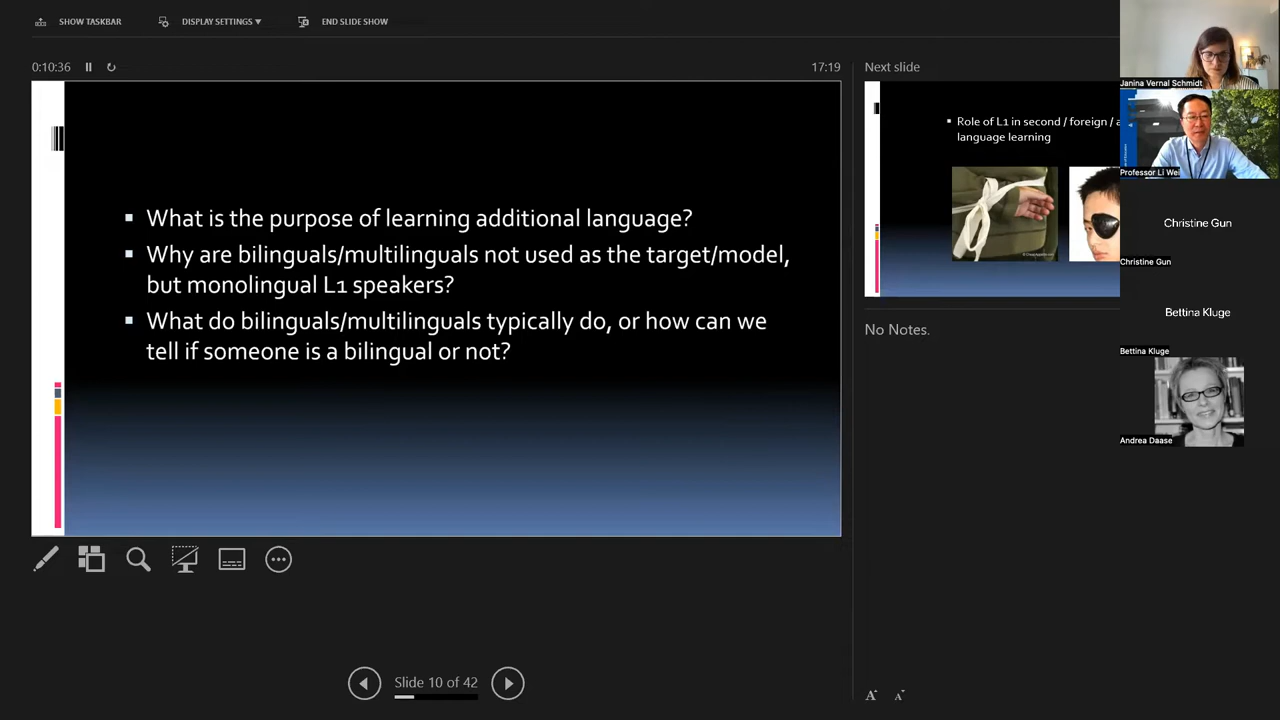 SHOW TASKBAR
DISPLAY SETTINGS ▼
END SLIDE SHOW
0:10:36
17:19
▪ What is the purpose of learning additional language?
▪ Why are bilinguals/multilinguals not used as the target/model,
but monolingual L1 speakers?
▪ What do bilinguals/multilinguals typically do, or how can we
tell if someone is a bilingual or not?
Slide 10 of 42
Next slide
▪ Role of L1 in second / foreign /
language learning
No Notes.
A A
Janina Vernal Schmidt
Professor Li Wei
Christine Gun
Christine Gun
Bettina Kluge
Bettina Kluge
Andrea Daase